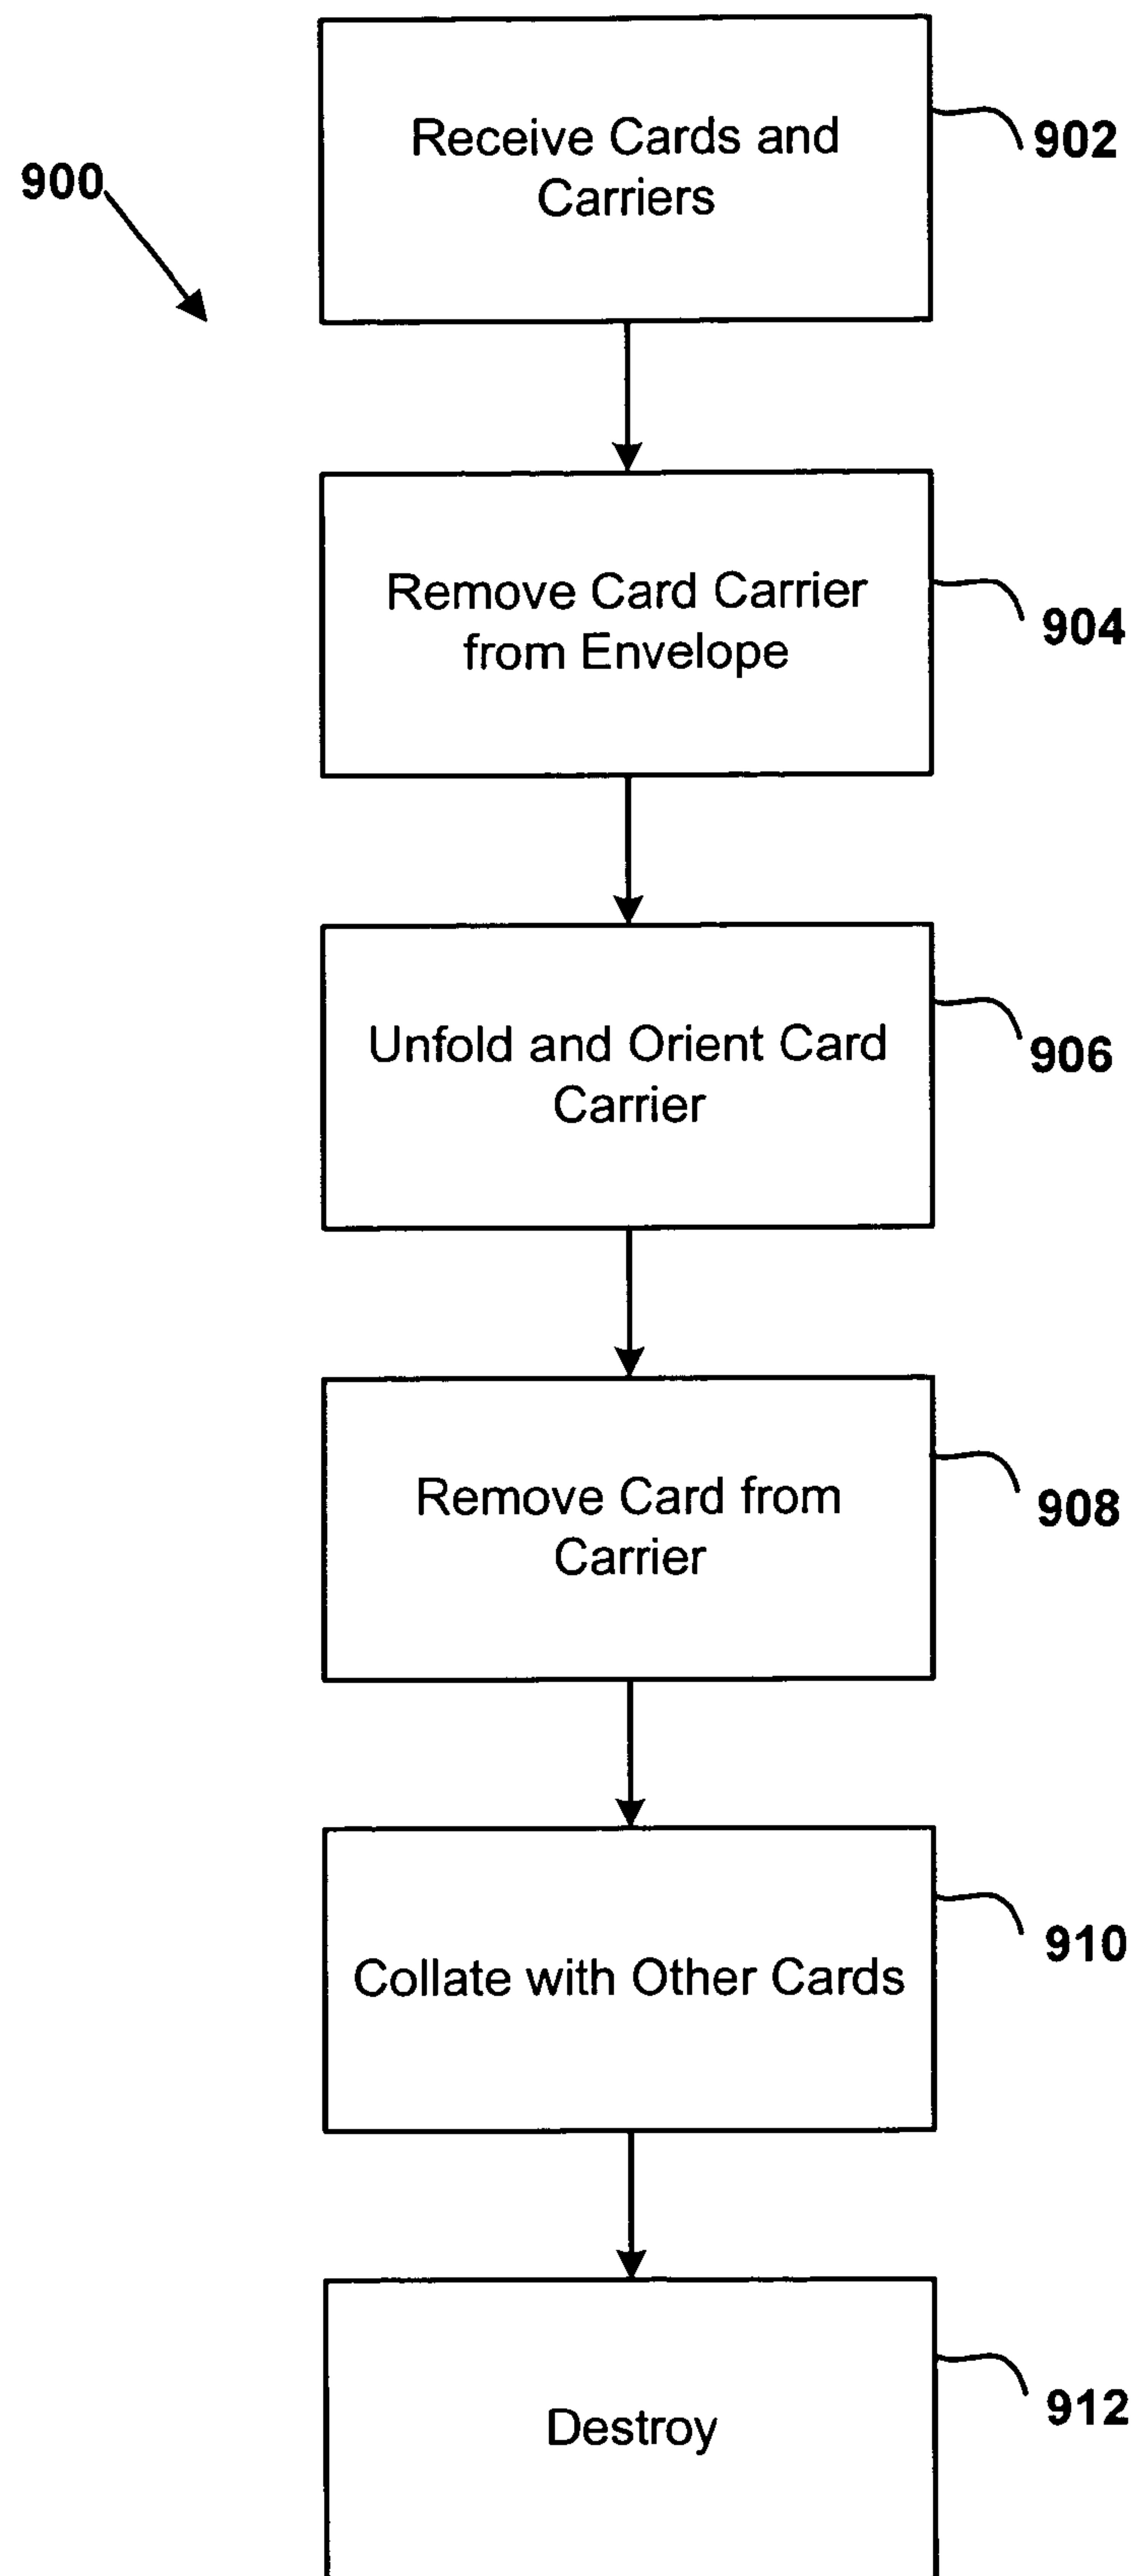 900
Receive Cards and
Carriers
902
Remove Card Carrier
from Envelope
904
Unfold and Orient Card
Carrier
906
Remove Card from
Carrier
908
Collate with Other Cards
910
Destroy
912